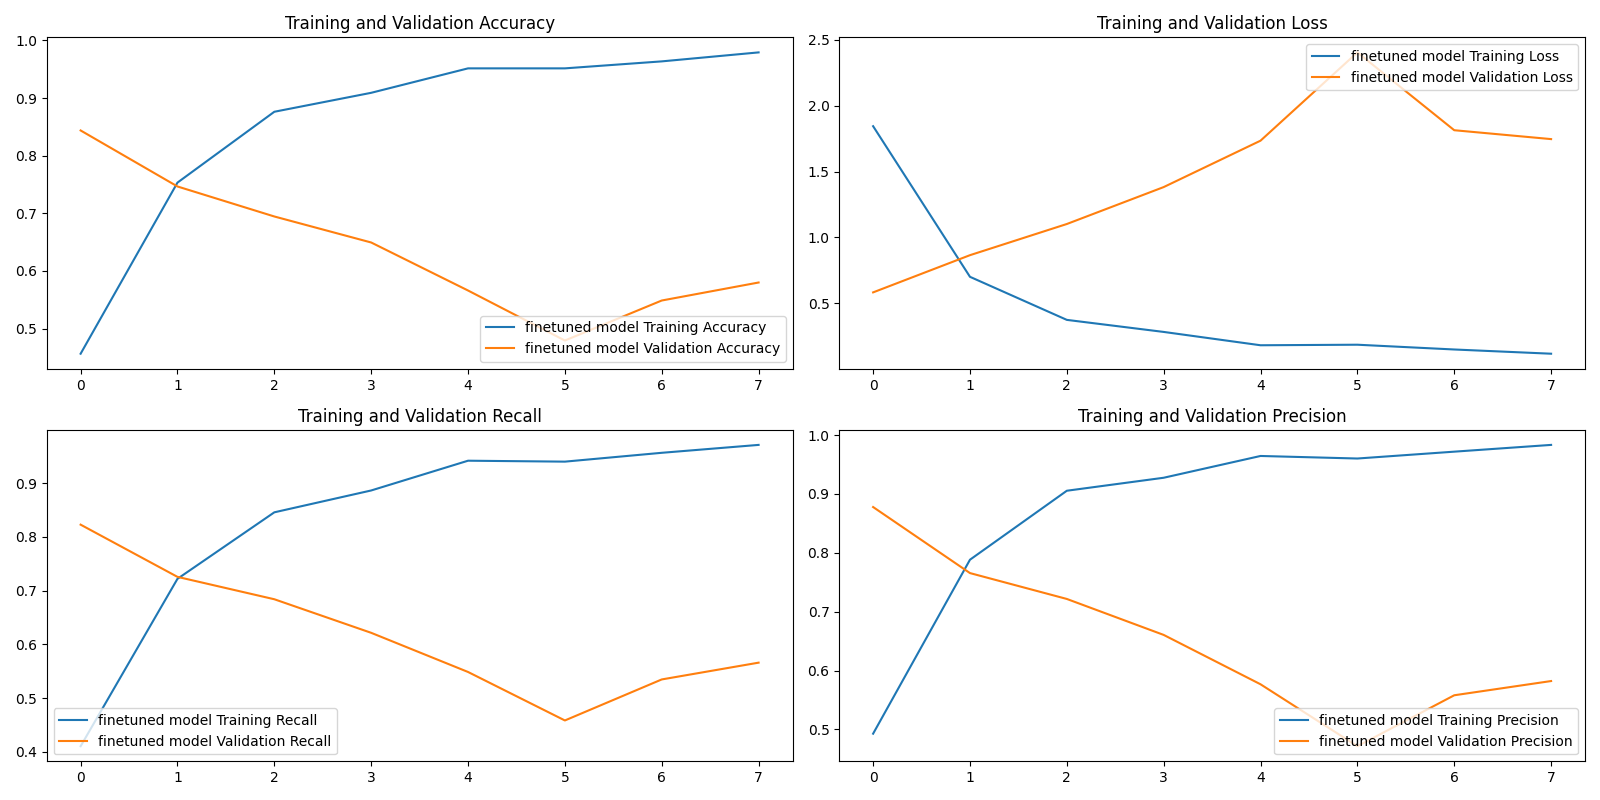 Training and Validation Accuracy
1.0
0.9
0.8
0.7
0.6
0.5
finetuned model Training Accuracy
finetuned model Validation Accuracy
0 1 2 3 4 5 6 7
Training and Validation Loss
2.5
2.0
1.5
1.0
0.5
finetuned model Training Loss
finetuned model Validation Loss
0 1 2 3 4 5 6 7
Training and Validation Recall
0.9
0.8
0.7
0.6
0.5
0.4
finetuned model Training Recall
finetuned model Validation Recall
0 1 2 3 4 5 6 7
Training and Validation Precision
1.0
0.9
0.8
0.7
0.6
0.5
finetuned model Training Precision
finetuned model Validation Precision
0 1 2 3 4 5 6 7